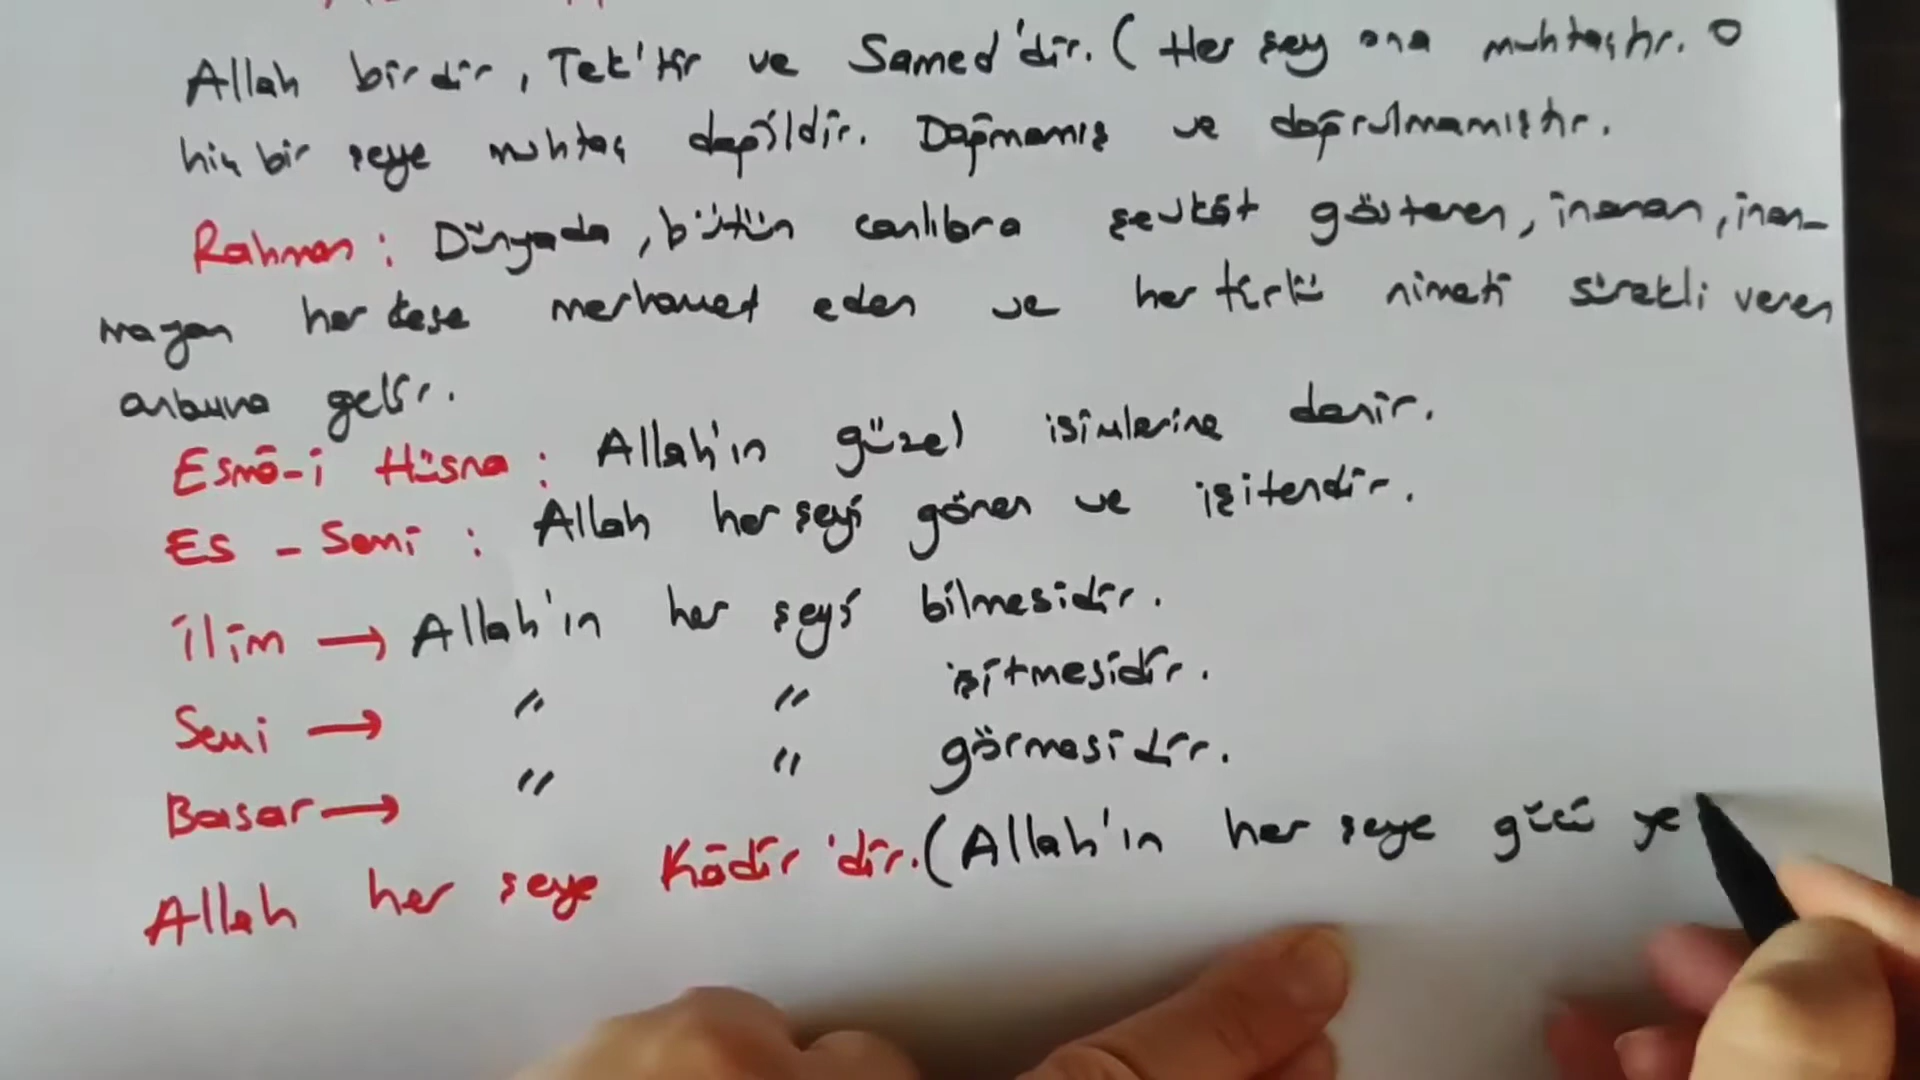 Allah birdir, Tek'tir ve Samed'dir. ( Her şey ona muhtaçtır. O
hiç bir şeye muhtaç değildir. Doğmamış ve doğrulmamıştır.
Rahman : Dünyada, bütün canlılara şevkât gösteren, inanan, inan-
mayan herkese merhamet eden ve her türlü nimeti sürekli veren
anlamına gelir.
Esmâ-i Hüsna : Allah'ın güzel isimlerine denir.
Es - Semi : Allah her şeyi gören ve işitendir.
İlim → Allah'ın her şeyi bilmesidir.
Semi → " " işitmesidir.
Basar → " " görmesidir.
Allah her şeye Kâdir'dir. (Allah'ın her şeye gücü ye